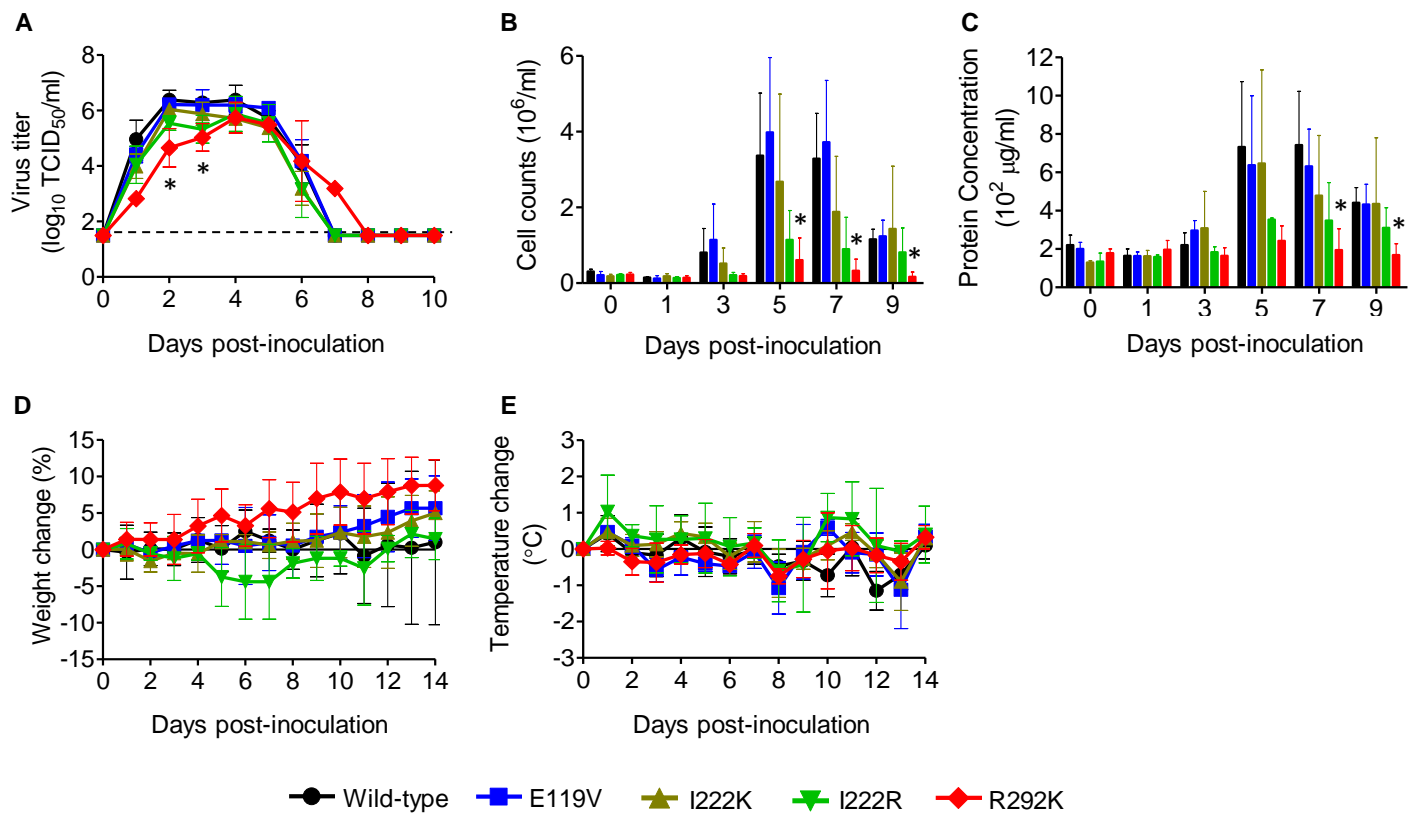 A
Virus titer
(log10 TCID50/ml)
8
6
4
2
0
*
*
0 2 4 6 8 10
Days post-inoculation
B
Cell counts (10^6/ml)
6
4
2
0
*
*
*
0 1 3 5 7 9
Days post-inoculation
C
Protein Concentration
(10^2 µg/ml)
12
10
8
6
4
2
0
*
*
0 1 3 5 7 9
Days post-inoculation
D
Weight change (%)
15
10
5
0
-5
-10
-15
0 2 4 6 8 10 12 14
Days post-inoculation
E
Temperature change
(°C)
3
2
1
0
-1
-2
-3
0 2 4 6 8 10 12 14
Days post-inoculation
Wild-type E119V I222K I222R R292K